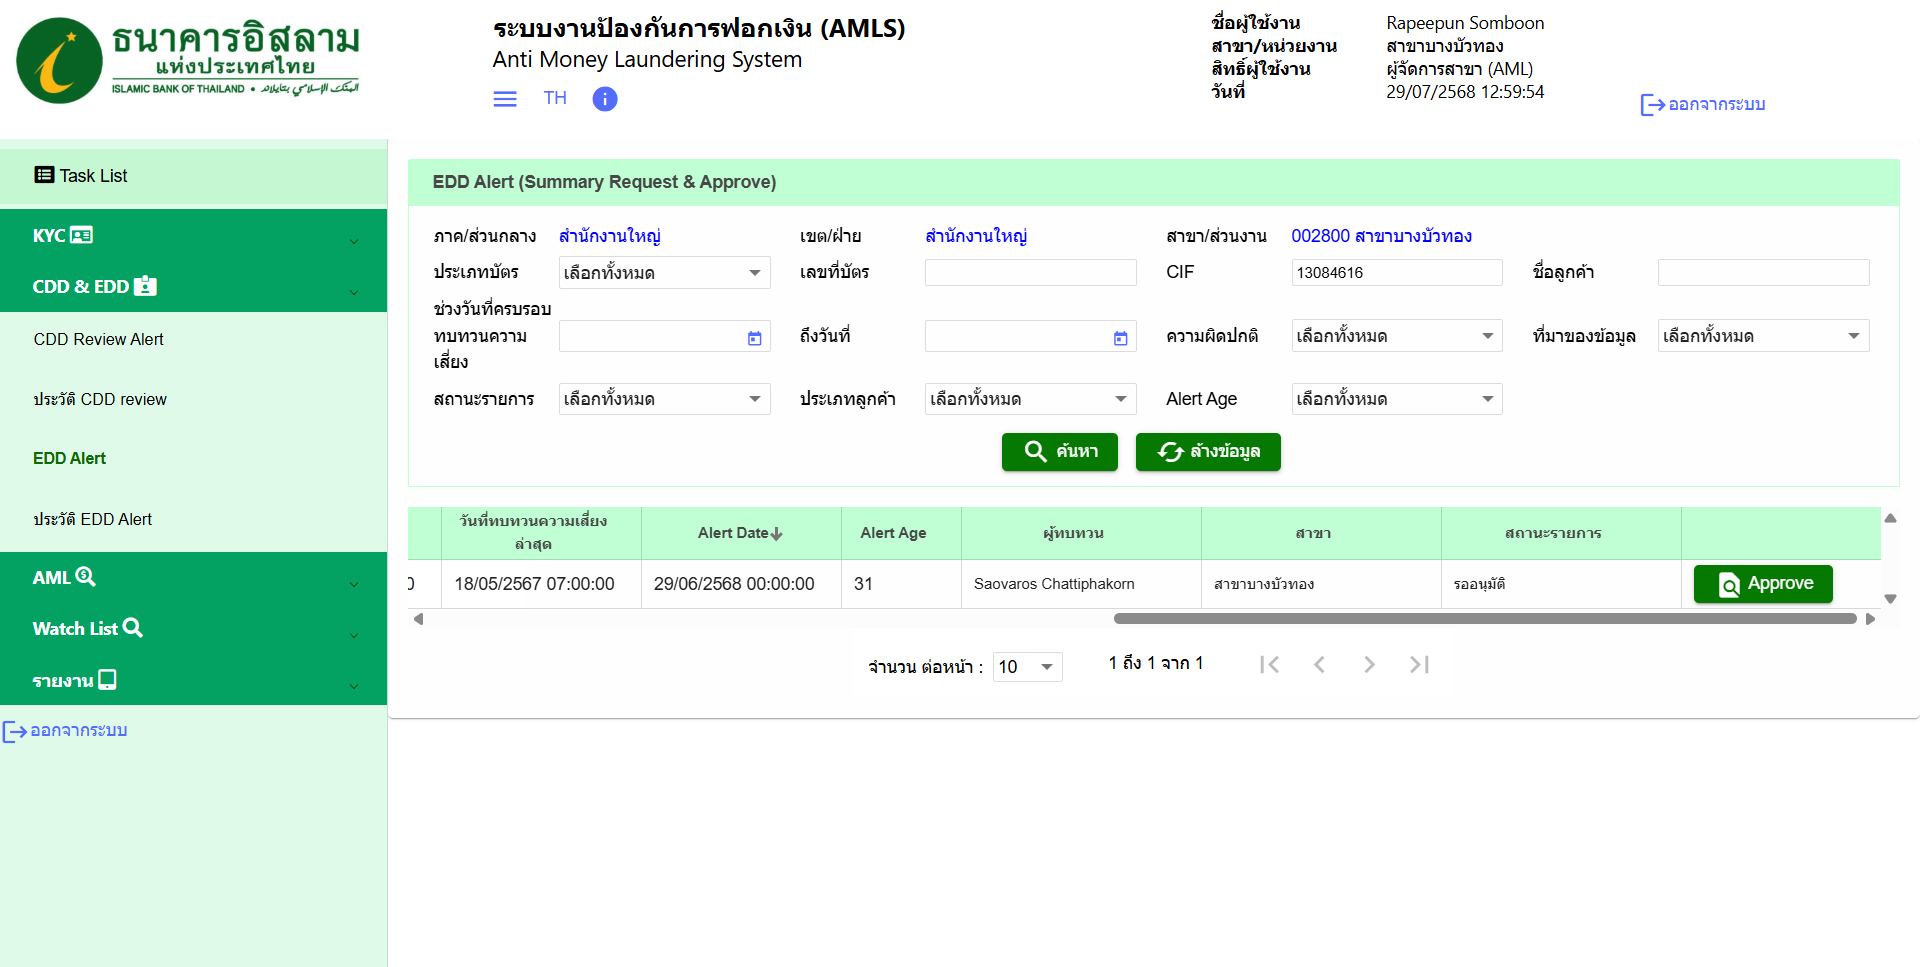 ธนาคารอิสลาม
แห่งประเทศไทย
ISLAMIC BANK OF THAILAND •
ระบบงานป้องกันการฟอกเงิน (AMLS)
Anti Money Laundering System
TH
ชื่อผู้ใช้งาน Rapeepun Somboon
สาขา/หน่วยงาน สาขาบางบัวทอง
สิทธิ์ผู้ใช้งาน ผู้จัดการสาขา (AML)
วันที่ 29/07/2568 12:59:54
ออกจากระบบ
Task List
KYC
CDD & EDD
CDD Review Alert
ประวัติ CDD review
EDD Alert
ประวัติ EDD Alert
AML
Watch List
รายงาน
ออกจากระบบ
EDD Alert (Summary Request & Approve)
ภาค/ส่วนกลาง สำนักงานใหญ่ เขต/ฝ่าย สำนักงานใหญ่ สาขา/ส่วนงาน 002800 สาขาบางบัวทอง
ประเภทบัตร เลือกทั้งหมด เลขที่บัตร CIF 13084616 ชื่อลูกค้า
ช่วงวันที่ครบรอบ
ทบทวนความ ถึงวันที่ ความผิดปกติ เลือกทั้งหมด ที่มาของข้อมูล เลือกทั้งหมด
เสี่ยง
สถานะรายการ เลือกทั้งหมด ประเภทลูกค้า เลือกทั้งหมด Alert Age เลือกทั้งหมด
ค้นหา ล้างข้อมูล
วันที่ทบทวนความเสี่ยง
ล่าสุด Alert Date Alert Age ผู้ทบทวน สาขา สถานะรายการ
0 18/05/2567 07:00:00 29/06/2568 00:00:00 31 Saovaros Chattiphakorn สาขาบางบัวทอง รออนุมัติ Approve
จำนวน ต่อหน้า : 10 1 ถึง 1 จาก 1